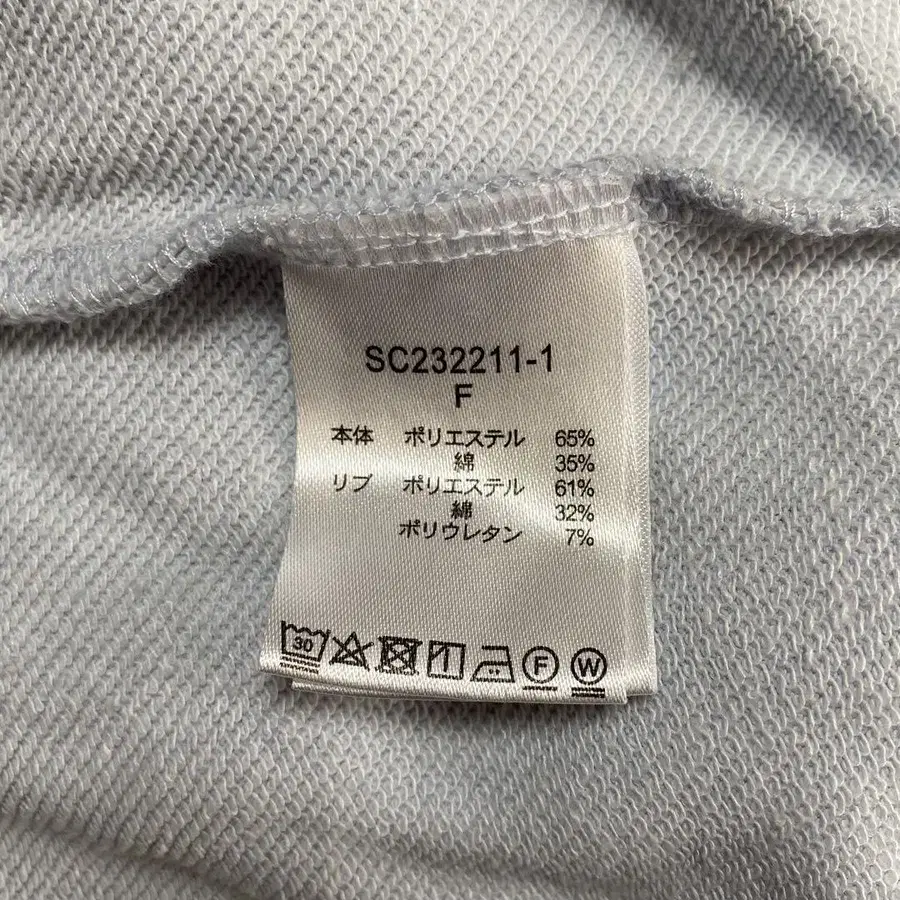 SC232211-1
F
本体 ポリエステル 65%
綿 35%
リブ ポリエステル 61%
綿 32%
ポリウレタン 7%
30 F W